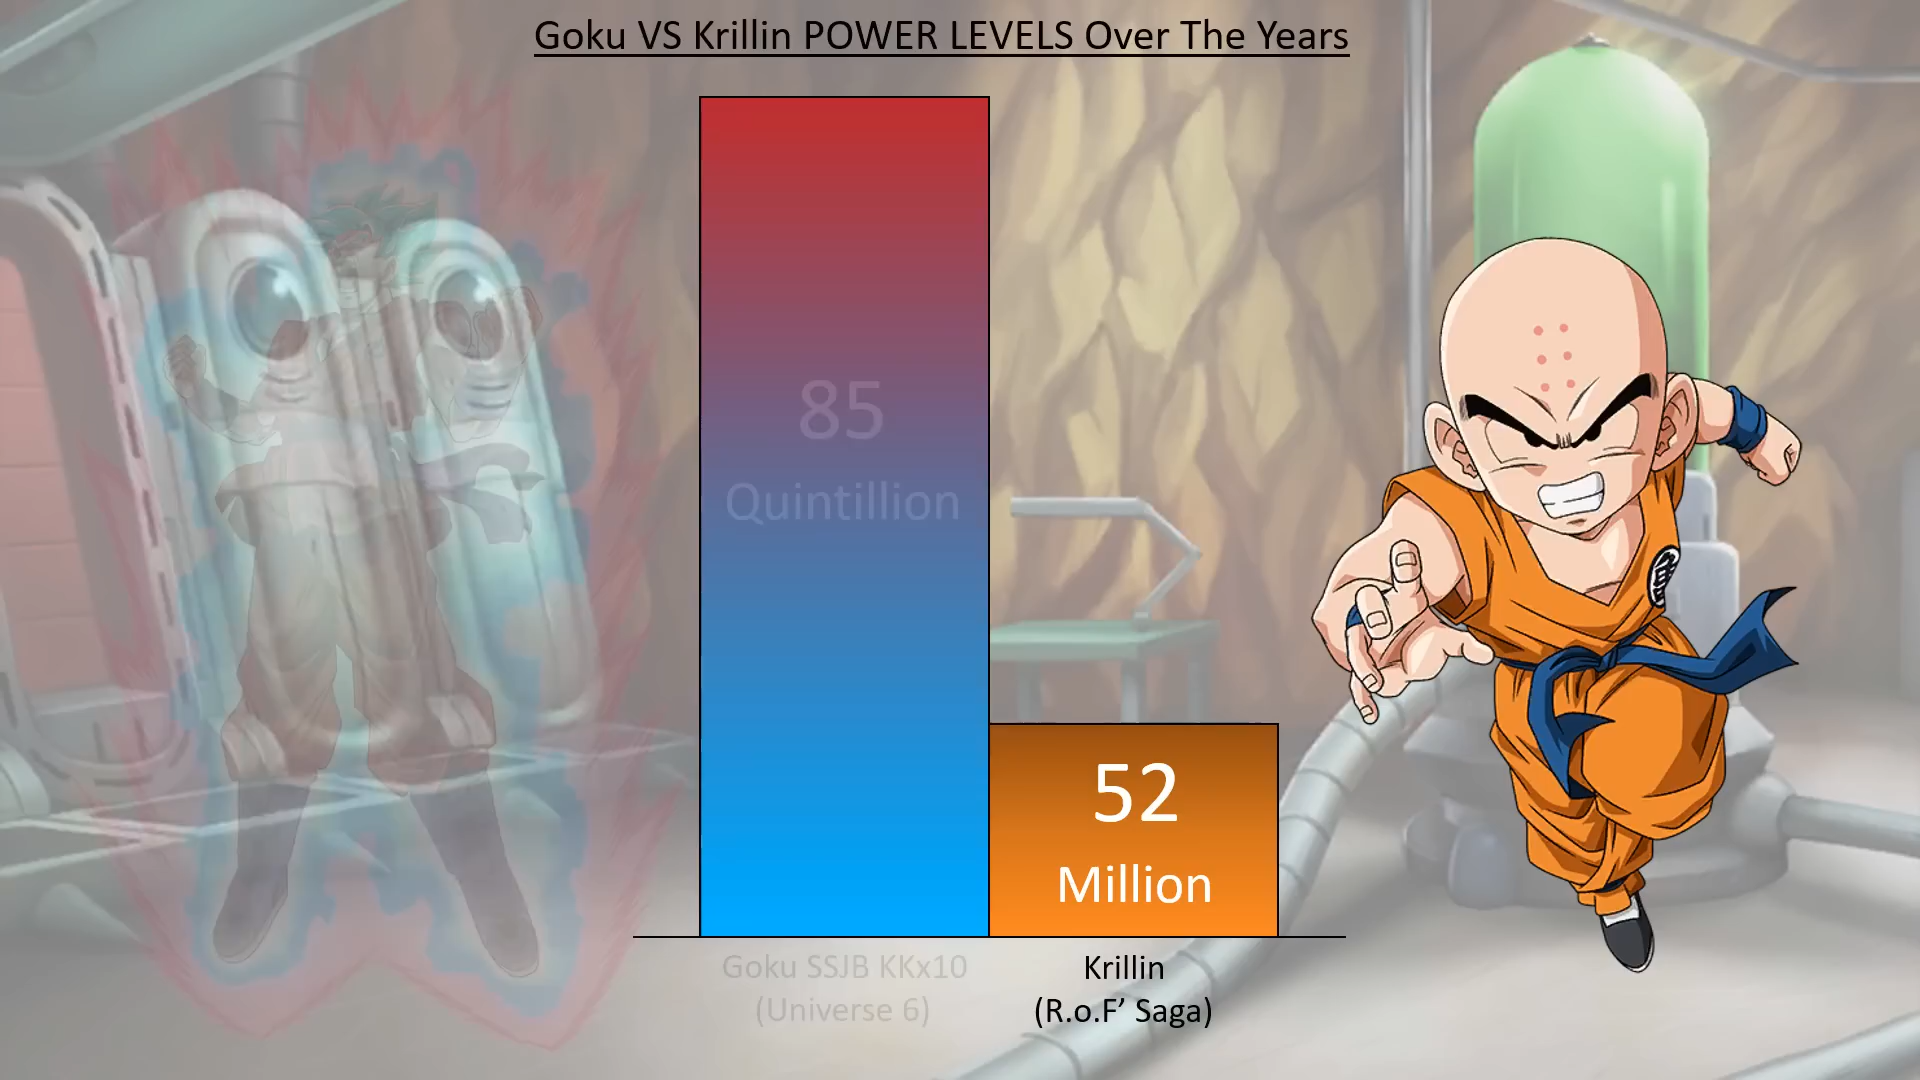 Goku VS Krillin POWER LEVELS Over The Years
85
Quintillion
52
Million
Goku SSJB KKx10
(Universe 6)
Krillin
(R.o.F’ Saga)